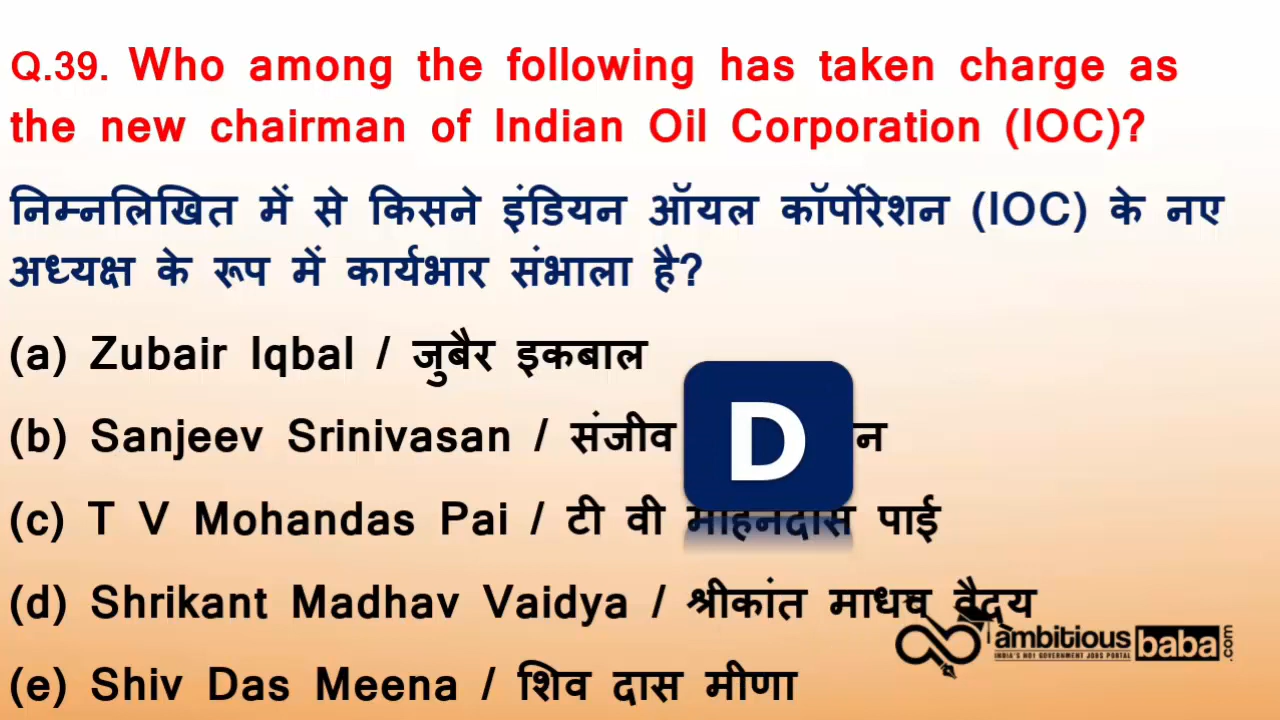 Q.39. Who among the following has taken charge as
the new chairman of Indian Oil Corporation (IOC)?
निम्नलिखित में से किसने इंडियन ऑयल कॉर्पोरेशन (IOC) के नए
अध्यक्ष के रूप में कार्यभार संभाला है?
(a) Zubair Iqbal / जुबैर इकबाल
(b) Sanjeev Srinivasan / संजीव
D
(c) T V Mohandas Pai / टी वी मोहनदास पाई
(d) Shrikant Madhav Vaidya / श्रीकांत माधव वैद्य
ambitiousbaba.com
INDIA'S NO1 GOVERNMENT JOBS PORTAL
(e) Shiv Das Meena / शिव दास मीणा